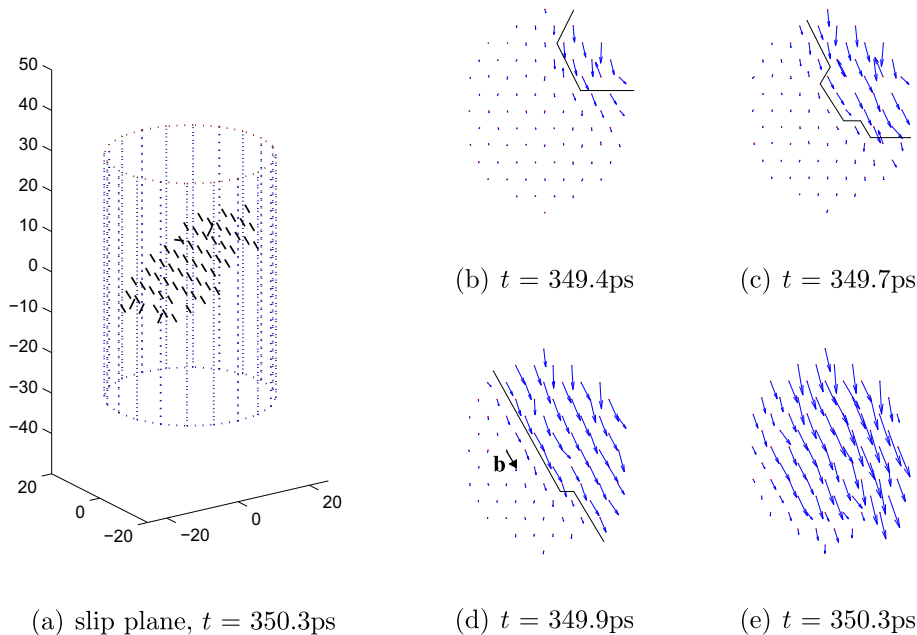 50
40
30
20
10
0
−10
−20
−30
−40
20
0
−20
−20
0
20
(a) slip plane, t = 350.3ps
(b) t = 349.4ps
(c) t = 349.7ps
b
(d) t = 349.9ps
(e) t = 350.3ps